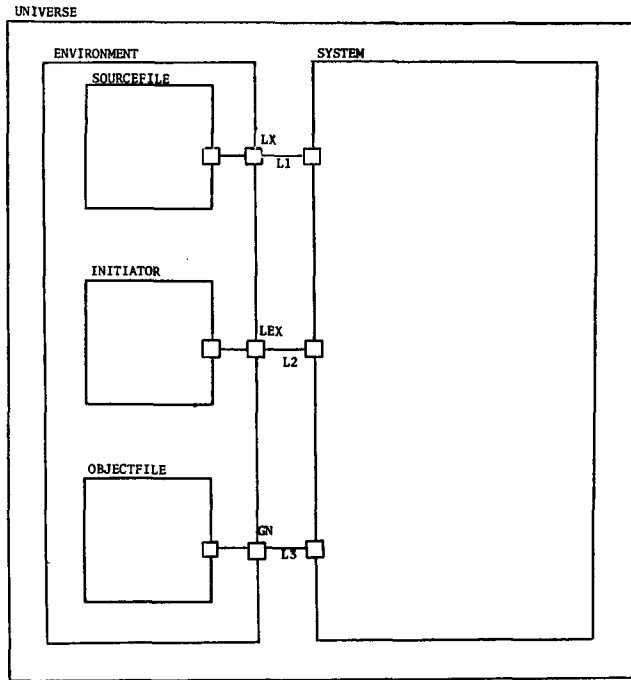 UNIVERSE
ENVIRONMENT
SYSTEM
SOURCEFILE
LX
L1
INITIATOR
LEX
L2
OBJECTFILE
GN
L3